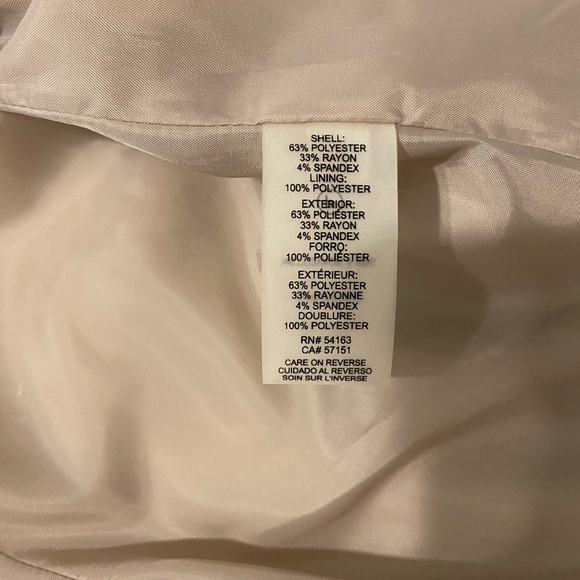 SHELL:
63% POLYESTER
33% RAYON
4% SPANDEX
LINING:
100% POLYESTER
EXTERIOR:
63% POLIÉSTER
33% RAYON
4% SPANDEX
FORRO:
100% POLIÉSTER
EXTÉRIEUR:
63% POLYESTER
33% RAYONNE
4% SPANDEX
DOUBLURE:
100% POLYESTER
RN# 54163
CA# 57151
CARE ON REVERSE
CUIDADO AL REVERSO
SOIN SUR L'INVERSE